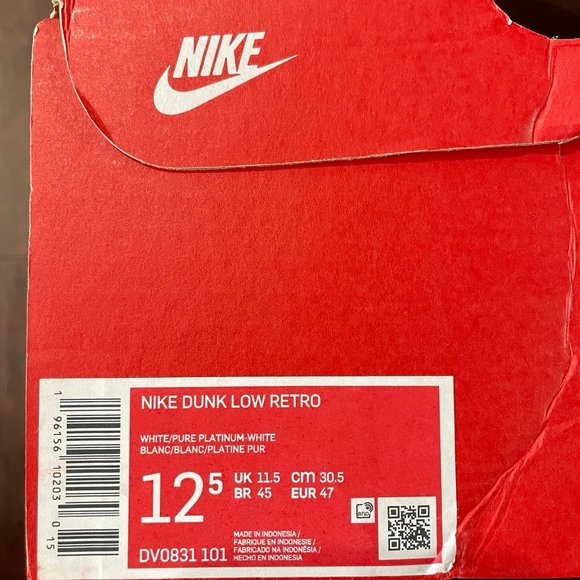 NIKE
NIKE DUNK LOW RETRO
WHITE/PURE PLATINUM-WHITE
BLANC/BLANC/PLATINE PUR
12⁵ UK 11.5 cm 30.5
BR 45 EUR 47
MADE IN INDONESIA /
FABRIQUE EN INDONESIE /
FABRICADO NA INDONÉSIA /
HECHO EN INDONESIA
DV0831 101
1 96156 10203 0 15